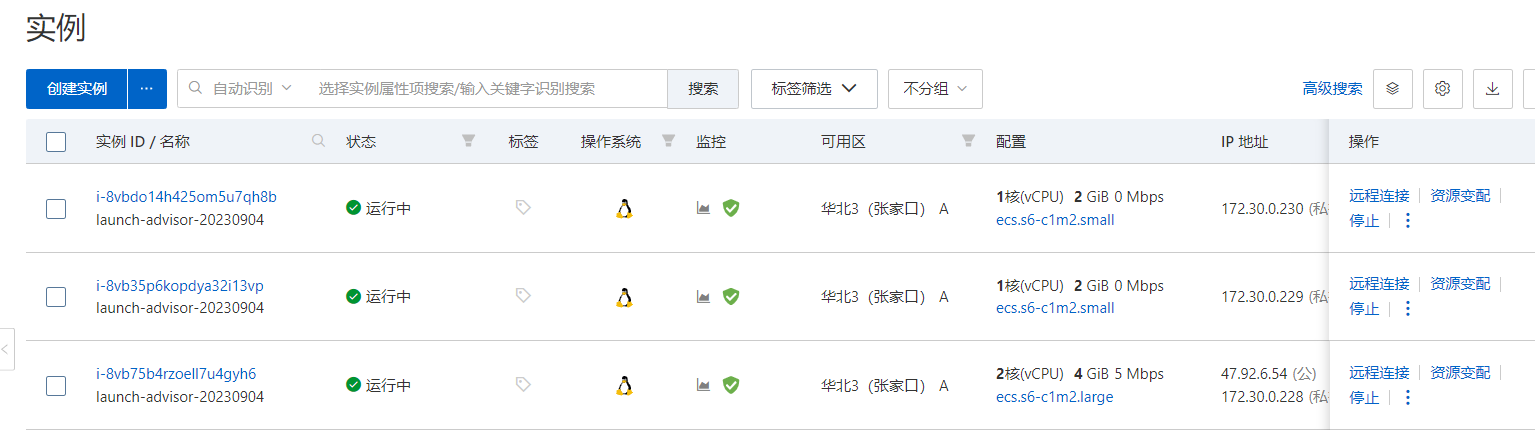 实例
创建实例 ··· 自动识别 选择实例属性项搜索/输入关键字识别搜索 搜索 标签筛选 不分组 高级搜索
实例 ID / 名称 状态 标签 操作系统 监控 可用区 配置 IP 地址 操作
i-8vbdo14h425om5u7qh8b 1核(vCPU) 2 GiB 0 Mbps 远程连接 资源变配
运行中 华北3（张家口） A 172.30.0.230 (私
launch-advisor-20230904 ecs.s6-c1m2.small 停止
i-8vb35p6kopdya32i13vp 1核(vCPU) 2 GiB 0 Mbps 远程连接 资源变配
运行中 华北3（张家口） A 172.30.0.229 (私
launch-advisor-20230904 ecs.s6-c1m2.small 停止
i-8vb75b4rzoell7u4gyh6 2核(vCPU) 4 GiB 5 Mbps 47.92.6.54 (公) 远程连接 资源变配
运行中 华北3（张家口） A
launch-advisor-20230904 ecs.s6-c1m2.large 172.30.0.228 (私 停止